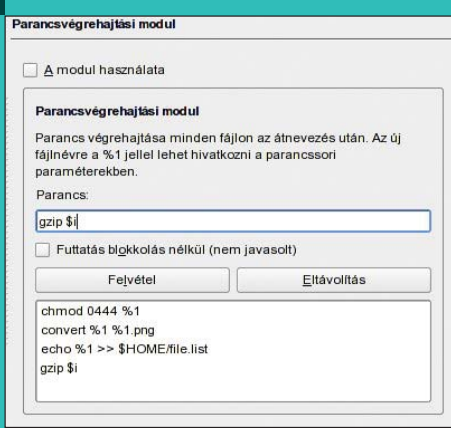 Parancsvégrehajtási modul
A modul használata
Parancsvégrehajtási modul
Parancs végrehajtása minden fájlon az átnevezés után. Az új
fájlnévre a %1 jellel lehet hivatkozni a parancssori
paraméterekben.
Parancs:
gzip $i
Futtatás blokkolás nélkül (nem javasolt)
Felvétel
Eltávolítás
chmod 0444 %1
convert %1 %1.png
echo %1 >> $HOME/file.list
gzip $i